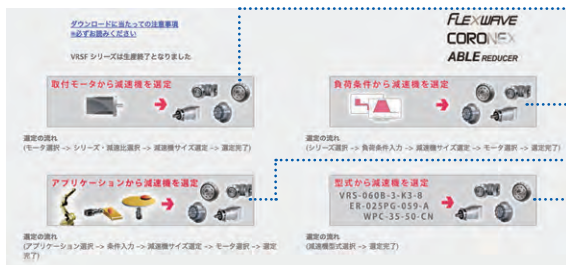 ダウンロードに当たっての注意事項
※必ずお読みください
VRSF シリーズは生産終了となりました
FLEXWAVE
CORONEX
ABLE REDUCER
取付モータから減速機を選定
選定の流れ
(モータ選択 -> シリーズ・減速比選択 -> 減速機サイズ選定 -> 選定完了)
負荷条件から減速機を選定
選定の流れ
(シリーズ選択 -> 負荷条件入力 -> 減速機サイズ選定 -> モータ選択 -> 選定完了)
アプリケーションから減速機を選定
選定の流れ
(アプリケーション選択 -> 条件入力 -> 減速機サイズ選定 -> モータ選択 -> 選定
完了)
型式から減速機を選定
VRS-060B-3-K3-8
ER-025PG-059-A
WPC-35-50-CN
選定の流れ
(減速機型式選択 -> 選定完了)